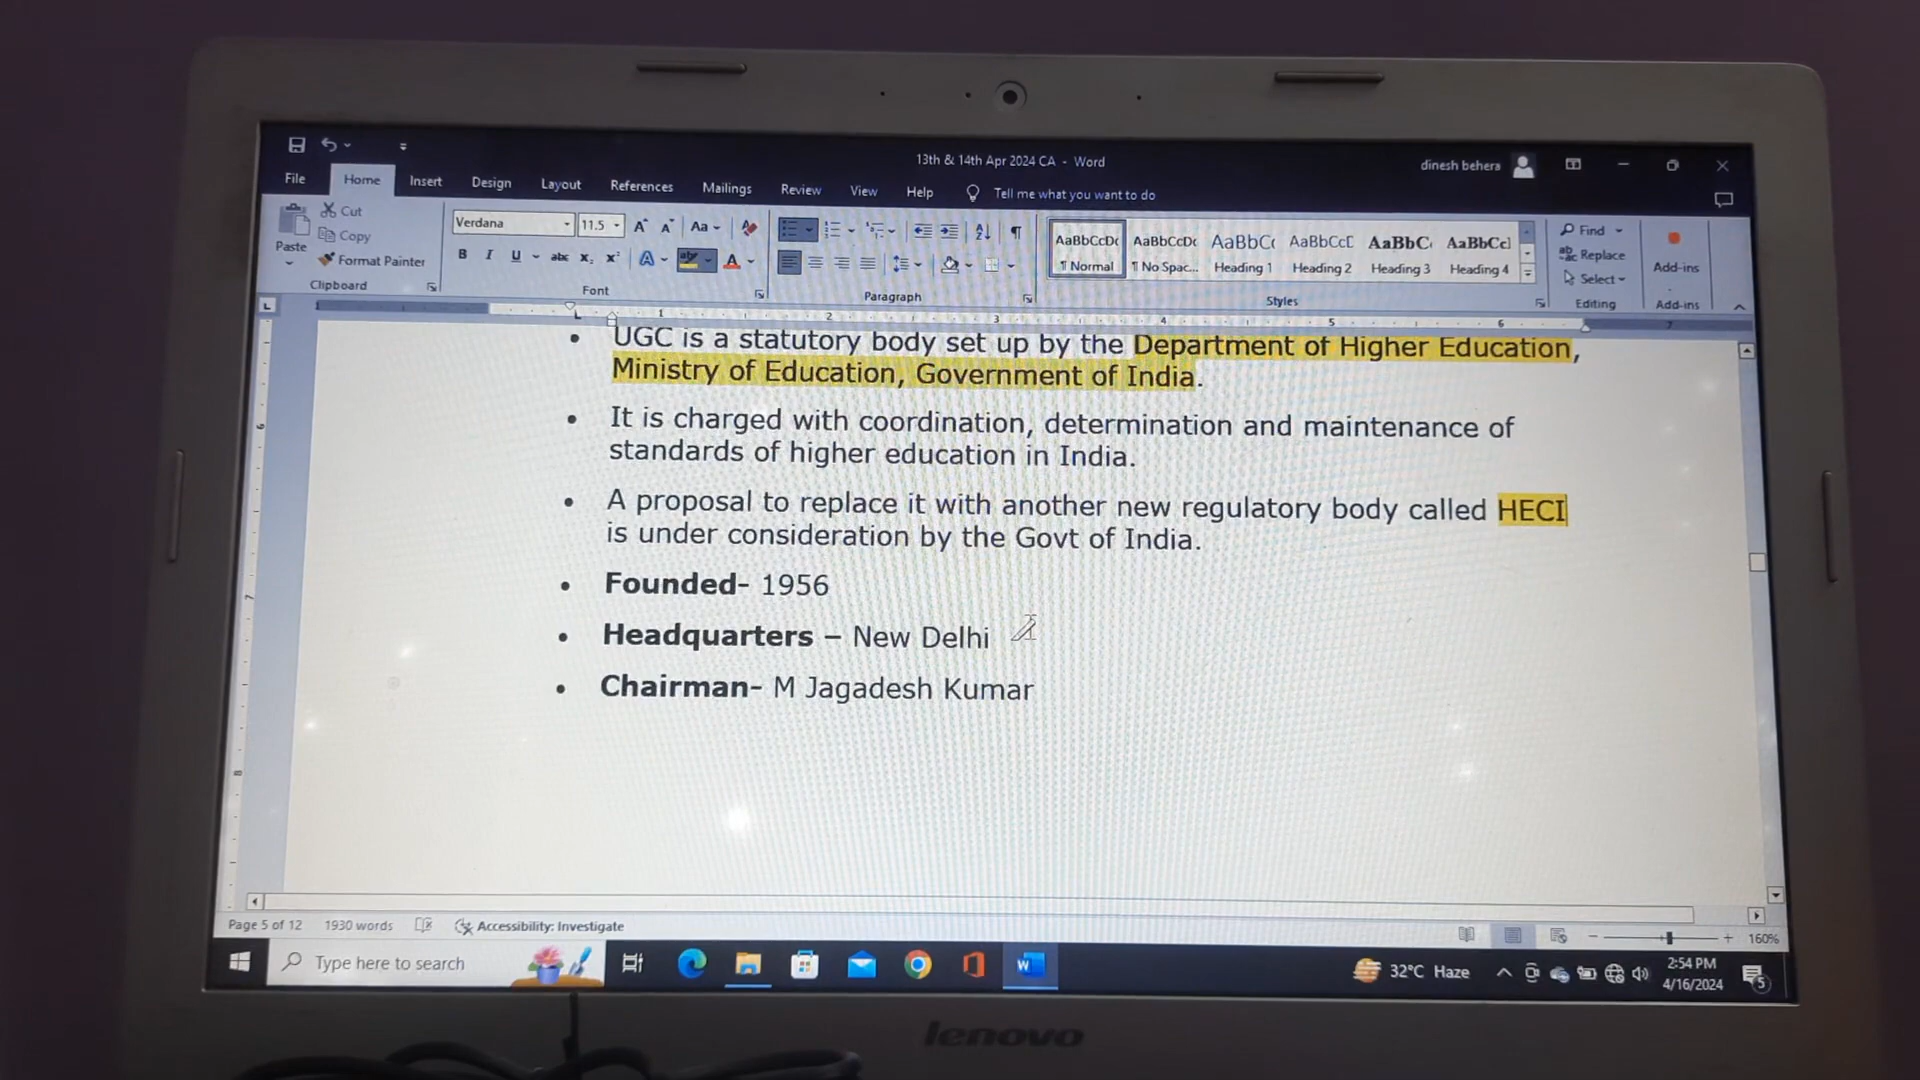 13th & 14th Apr 2024 CA - Word
dinesh behera
File Home Insert Design Layout References Mailings Review View Help Tell me what you want to do
Paste
Cut
Copy
Format Painter
Clipboard
Verdana 11.5
Font
Paragraph
AaBbCcDc AaBbCcDc AaBbC( AaBbCcD AaBbC AaBbCcl
¶ Normal ¶ No Spac... Heading 1 Heading 2 Heading 3 Heading 4
Styles
Find
Replace
Select
Editing
Add-ins
Add-ins
• UGC is a statutory body set up by the Department of Higher Education,
Ministry of Education, Government of India.
• It is charged with coordination, determination and maintenance of
standards of higher education in India.
• A proposal to replace it with another new regulatory body called HECI
is under consideration by the Govt of India.
• Founded- 1956
• Headquarters – New Delhi
• Chairman- M Jagadesh Kumar
Page 5 of 12 1930 words Accessibility: Investigate 160%
Type here to search
32°C Haze
2:54 PM
4/16/2024
5
lenovo